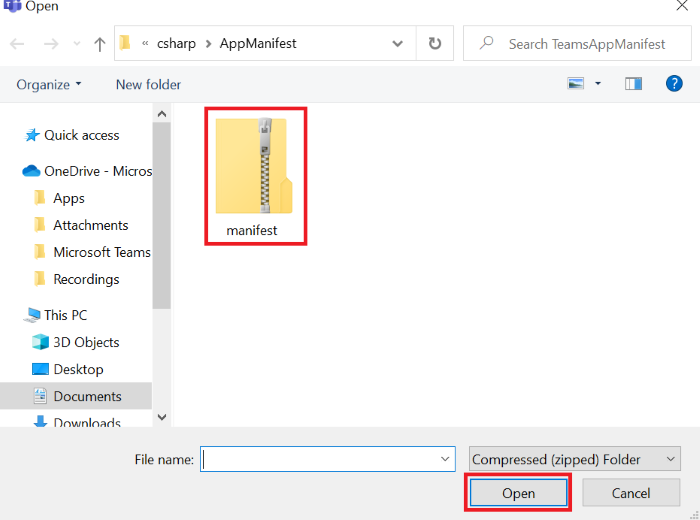 Open
« csharp > AppManifest
Search TeamsAppManifest
Organize
New folder
Quick access
OneDrive - Micros
Apps
Attachments
Microsoft Teams
Recordings
This PC
3D Objects
Desktop
Documents
Downloads
manifest
File name:
Compressed (zipped) Folder
Open
Cancel